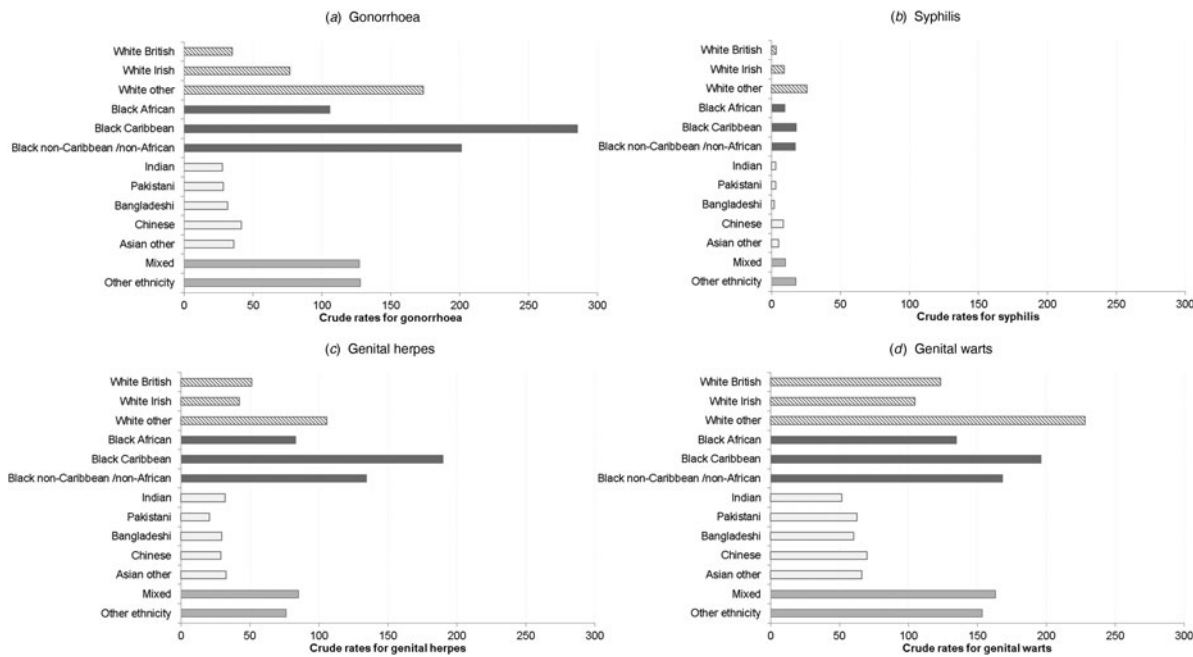 (a) Gonorrhoea
White British
White Irish
White other
Black African
Black Caribbean
Black non-Caribbean /non-African
Indian
Pakistani
Bangladeshi
Chinese
Asian other
Mixed
Other ethnicity
0 50 100 150 200 250 300
Crude rates for gonorrhoea
(b) Syphilis
White British
White Irish
White other
Black African
Black Caribbean
Black non-Caribbean /non-African
Indian
Pakistani
Bangladeshi
Chinese
Asian other
Mixed
Other ethnicity
0 50 100 150 200 250 300
Crude rates for syphilis
(c) Genital herpes
White British
White Irish
White other
Black African
Black Caribbean
Black non-Caribbean /non-African
Indian
Pakistani
Bangladeshi
Chinese
Asian other
Mixed
Other ethnicity
0 50 100 150 200 250 300
Crude rates for genital herpes
(d) Genital warts
White British
White Irish
White other
Black African
Black Caribbean
Black non-Caribbean /non-African
Indian
Pakistani
Bangladeshi
Chinese
Asian other
Mixed
Other ethnicity
0 50 100 150 200 250 300
Crude rates for genital warts